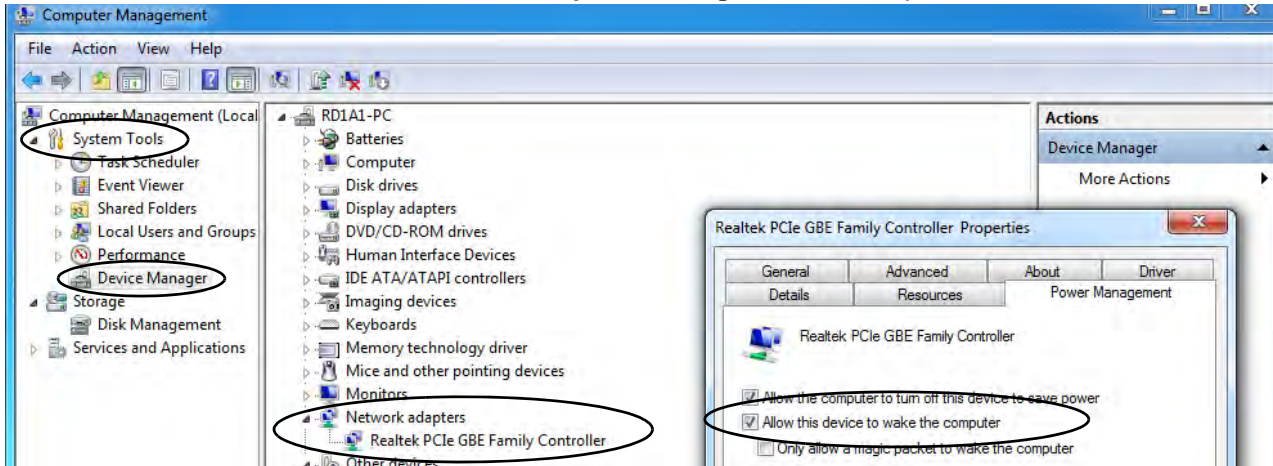 Computer Management
File Action View Help
Computer Management (Local
System Tools
Task Scheduler
Event Viewer
Shared Folders
Local Users and Groups
Performance
Device Manager
Storage
Disk Management
Services and Applications
RD1A1-PC
Batteries
Computer
Disk drives
Display adapters
DVD/CD-ROM drives
Human Interface Devices
IDE ATA/ATAPI controllers
Imaging devices
Keyboards
Memory technology driver
Mice and other pointing devices
Monitors
Network adapters
Realtek PCIe GBE Family Controller
Other devices
Actions
Device Manager
More Actions
Realtek PCIe GBE Family Controller Properties
General Advanced About Driver
Details Resources Power Management
Realtek PCIe GBE Family Controller
Allow the computer to turn off this device to save power
Allow this device to wake the computer
Only allow a magic packet to wake the computer